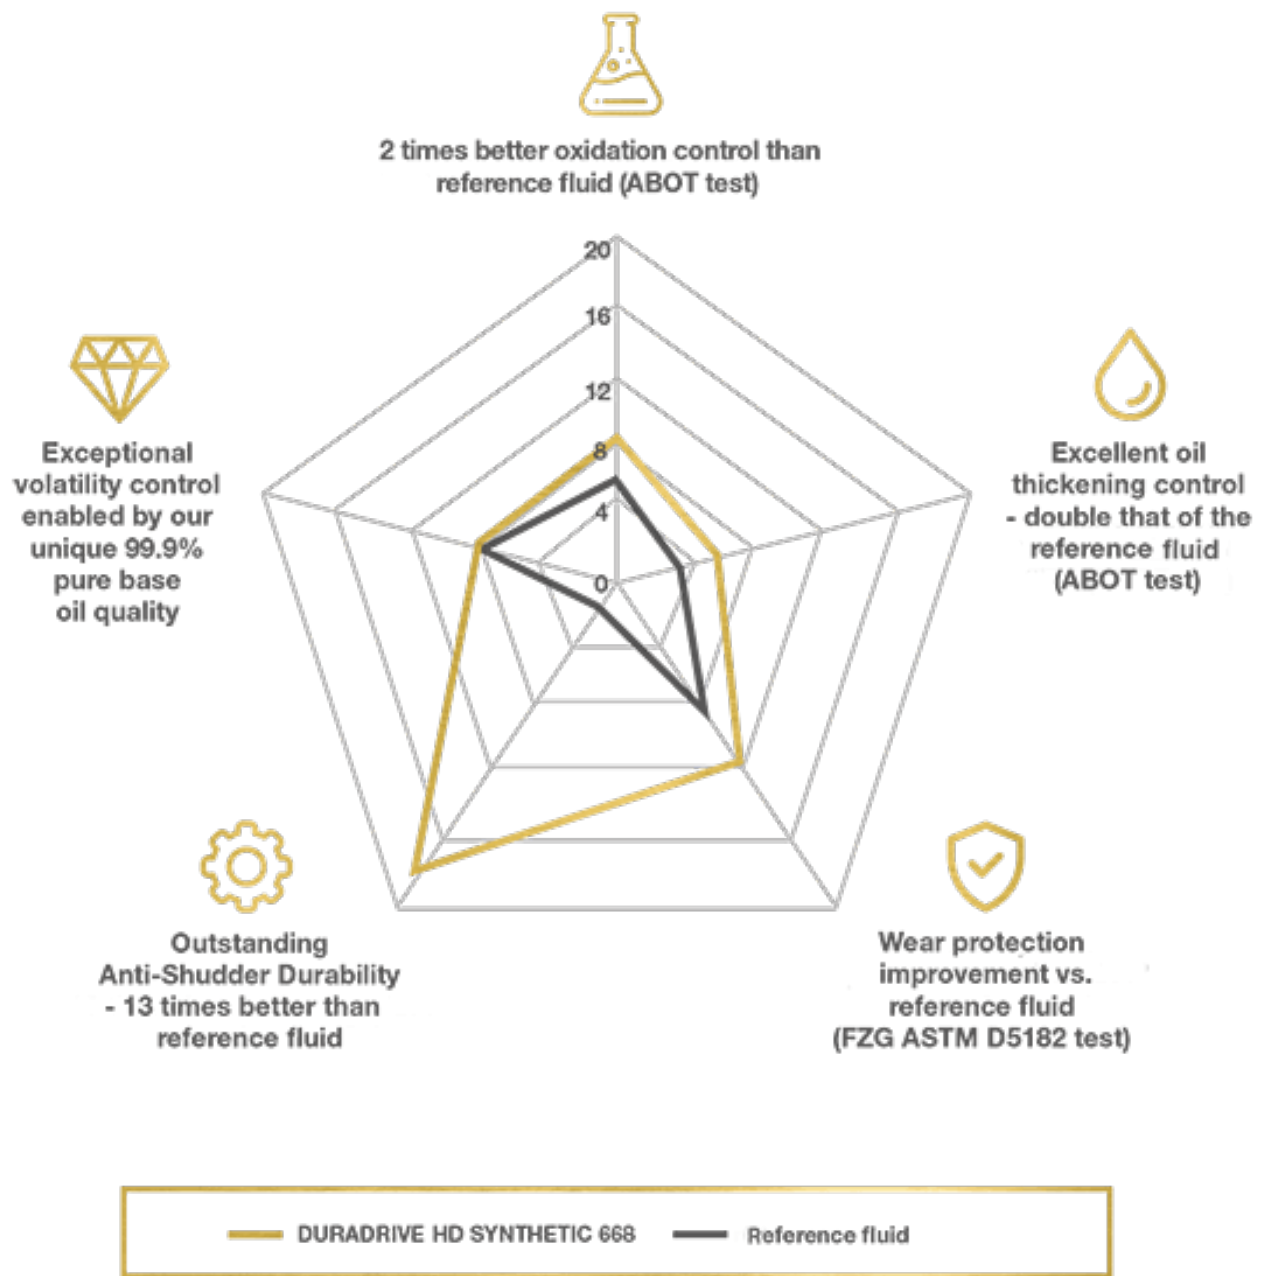 2 times better oxidation control than
reference fluid (ABOT test)
20
16
12
8
4
0
Exceptional
volatility control
enabled by our
unique 99.9%
pure base
oil quality
Excellent oil
thickening control
- double that of the
reference fluid
(ABOT test)
Outstanding
Anti-Shudder Durability
- 13 times better than
reference fluid
Wear protection
improvement vs.
reference fluid
(FZG ASTM D5182 test)
DURADRIVE HD SYNTHETIC 668
Reference fluid